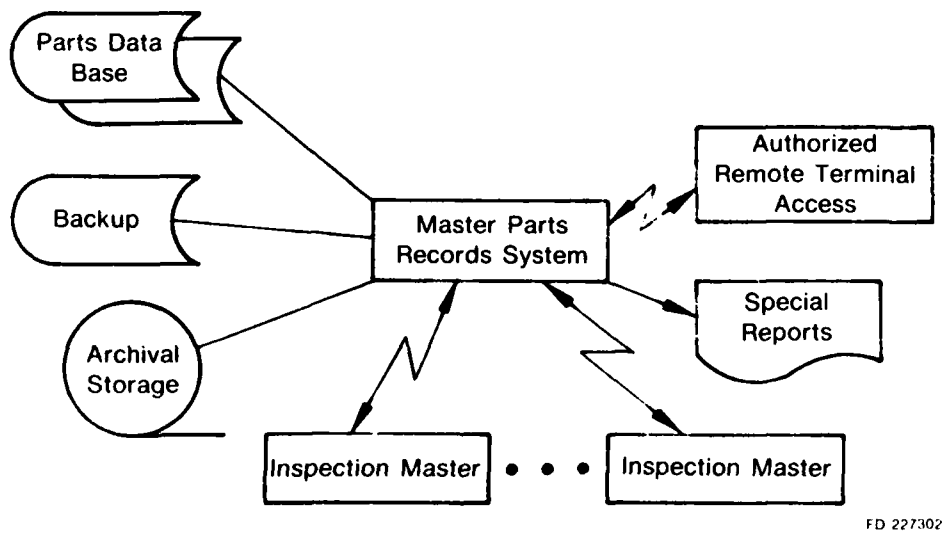 Parts Data
Base
Backup
Archival
Storage
Master Parts
Records System
Authorized
Remote Terminal
Access
Special
Reports
Inspection Master
Inspection Master
FD 227302